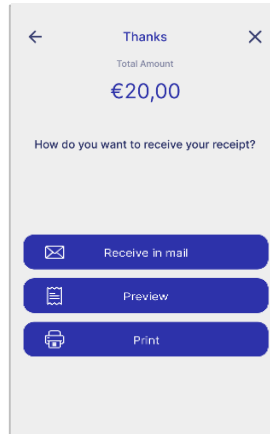 Thanks
Total Amount
€20,00
How do you want to receive your receipt?
Receive in mail
Preview
Print